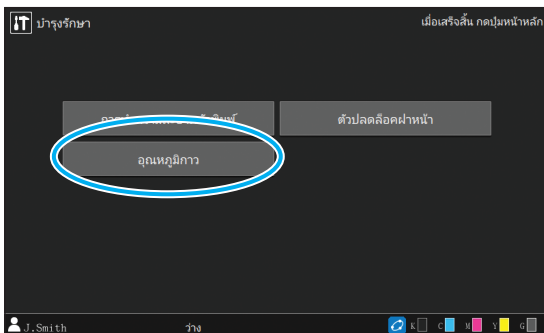 บำรุงรักษา
เมื่อเสร็จสิ้น กดปุ่มหน้าหลัก
ตัวปลดล็อคฝาหน้า
อุณหภูมิกาว
J.Smith ว่าง K C M Y G